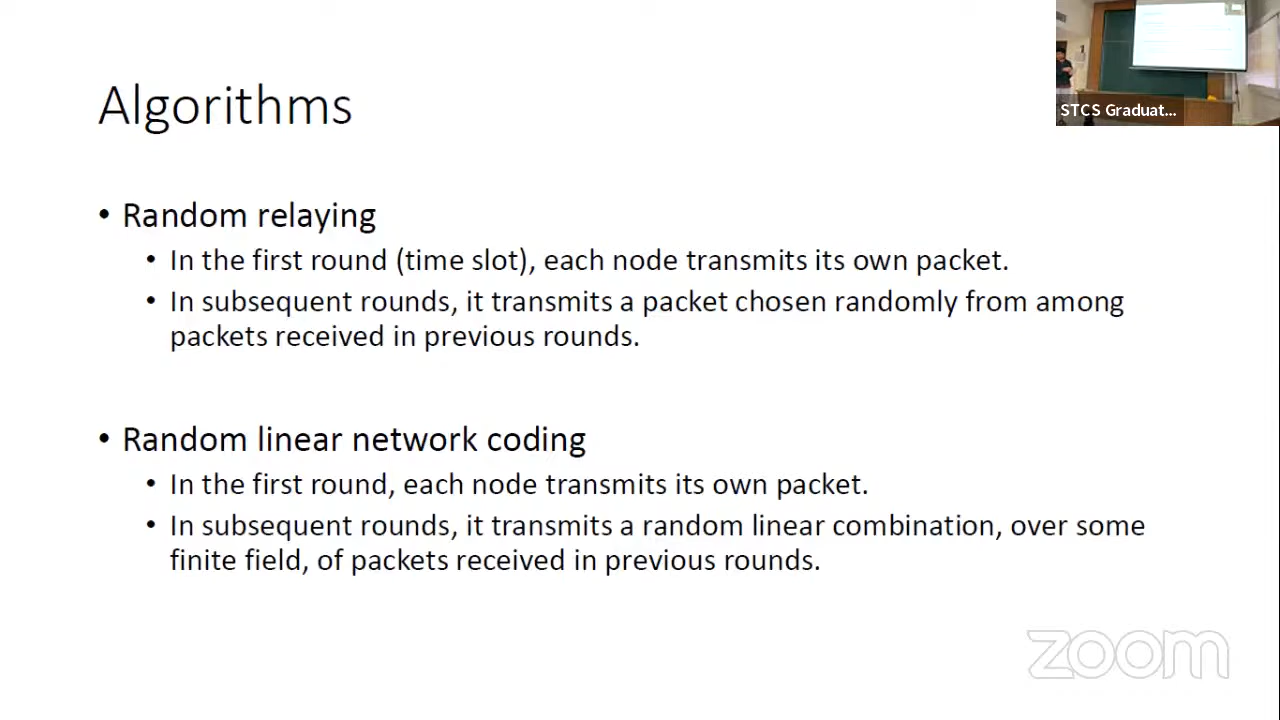 STCS Graduat...
Algorithms
• Random relaying
• In the first round (time slot), each node transmits its own packet.
• In subsequent rounds, it transmits a packet chosen randomly from among
packets received in previous rounds.
• Random linear network coding
• In the first round, each node transmits its own packet.
• In subsequent rounds, it transmits a random linear combination, over some
finite field, of packets received in previous rounds.
zoom